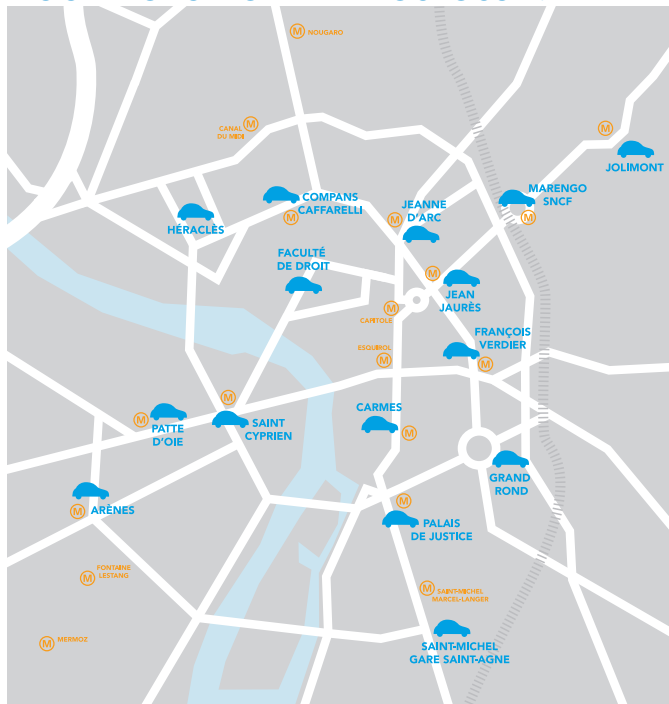 M NOUGARO
M
CANAL
DU MIDI
M
JOLIMONT
MARENGO
SNCF
M
COMPANS
CAFFARELLI
M
JEANNE
D'ARC
M
HÉRACLÈS
FACULTÉ
DE DROIT
M
JEAN
JAURÈS
M
CAPITOLE
FRANÇOIS
VERDIER
M
ESQUIROL
M
M
SAINT
CYPRIEN
M
PATTE
D'OIE
CARMES
M
GRAND
ROND
M ARÈNES
M
PALAIS
DE JUSTICE
M
FONTAINE
LESTANG
M
SAINT-MICHEL
MARCEL-LANGER
M MERMOZ
SAINT-MICHEL
GARE SAINT-AGNE